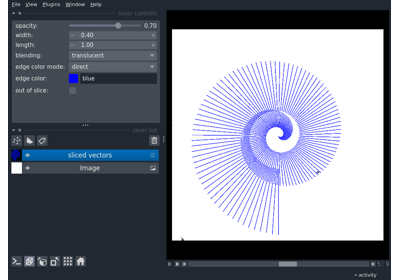 File View Plugins Window Help
layer controls
opacity: 0.70
width: 0.40
length: 1.00
blending: translucent
edge color mode: direct
edge color: blue
out of slice:
layer list
sliced vectors
Image
activity